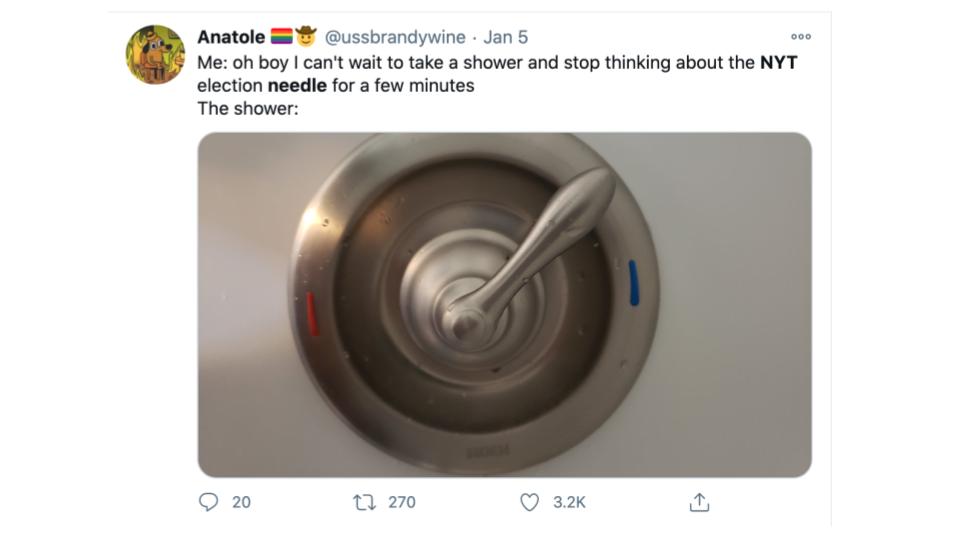 Anatole 🏳️‍🌈🤠 @ussbrandywine · Jan 5
Me: oh boy I can't wait to take a shower and stop thinking about the NYT
election needle for a few minutes
The shower:
MOEN
20 270 3.2K